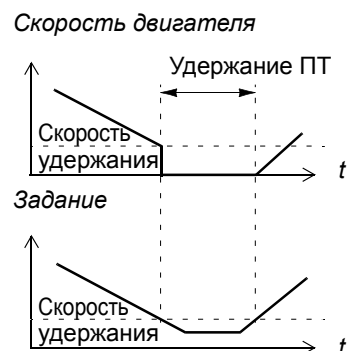 Скорость двигателя
Удержание ПТ
Скорость
удержания
t
Задание
Скорость
удержания
t